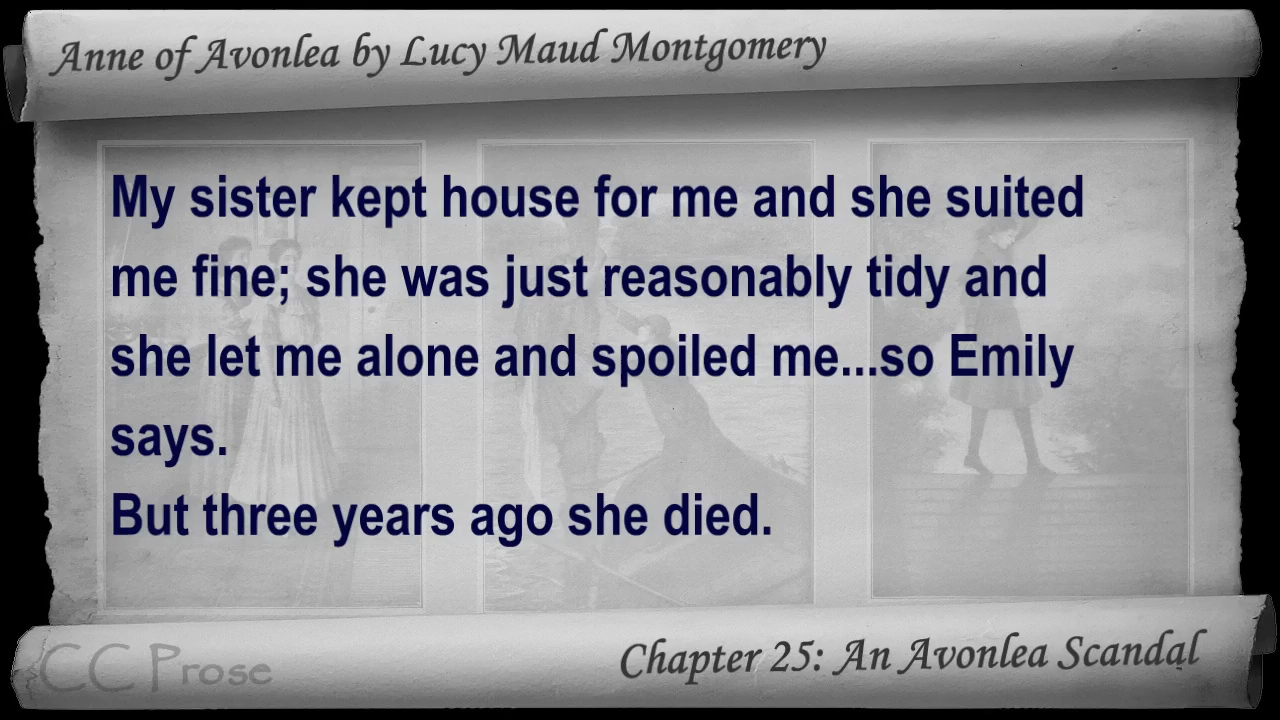 Anne of Avonlea by Lucy Maud Montgomery
My sister kept house for me and she suited
me fine; she was just reasonably tidy and
she let me alone and spoiled me...so Emily
says.
But three years ago she died.
CC Prose
Chapter 25: An Avonlea Scandal